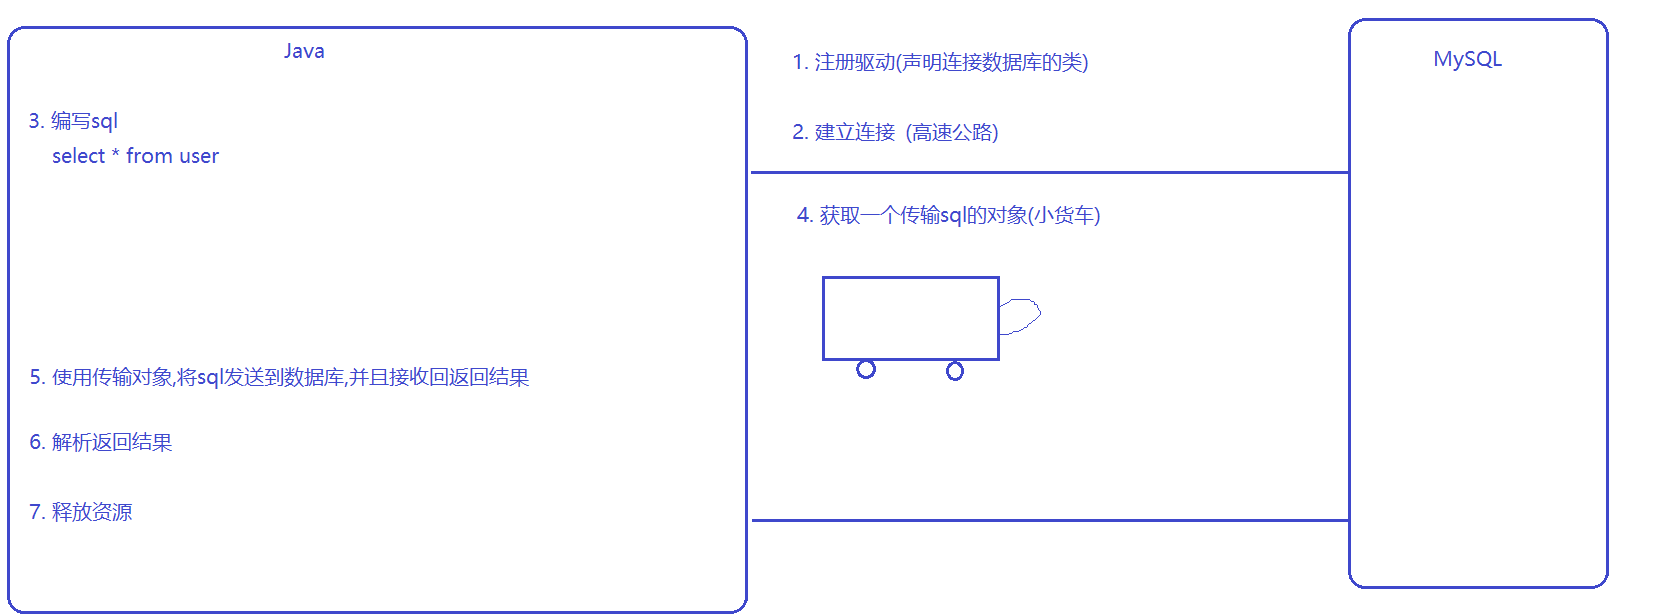 Java
3. 编写sql
select * from user
5. 使用传输对象,将sql发送到数据库,并且接收回返回结果
6. 解析返回结果
7. 释放资源
1. 注册驱动(声明连接数据库的类)
2. 建立连接 (高速公路)
4. 获取一个传输sql的对象(小货车)
MySQL